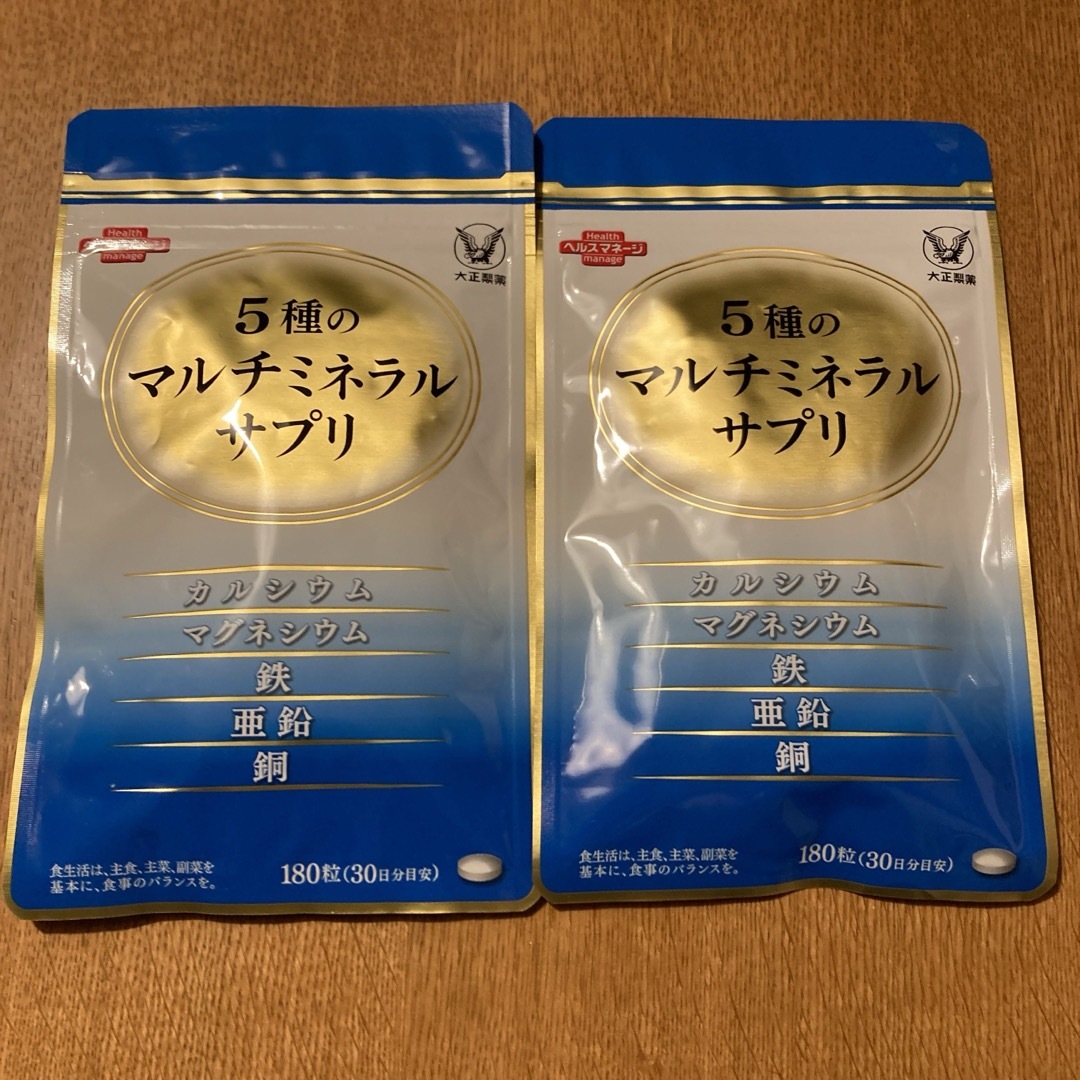 Health
manage
大正製薬
5種の
マルチミネラル
サプリ
カルシウム
マグネシウム
鉄
亜鉛
銅
食生活は、主食、主菜、副菜を
基本に、食事のバランスを。
180粒(30日分目安)
Health
ヘルスマネージ
manage
大正製薬
5種の
マルチミネラル
サプリ
カルシウム
マグネシウム
鉄
亜鉛
銅
食生活は、主食、主菜、副菜を
基本に、食事のバランスを。
180粒(30日分目安)